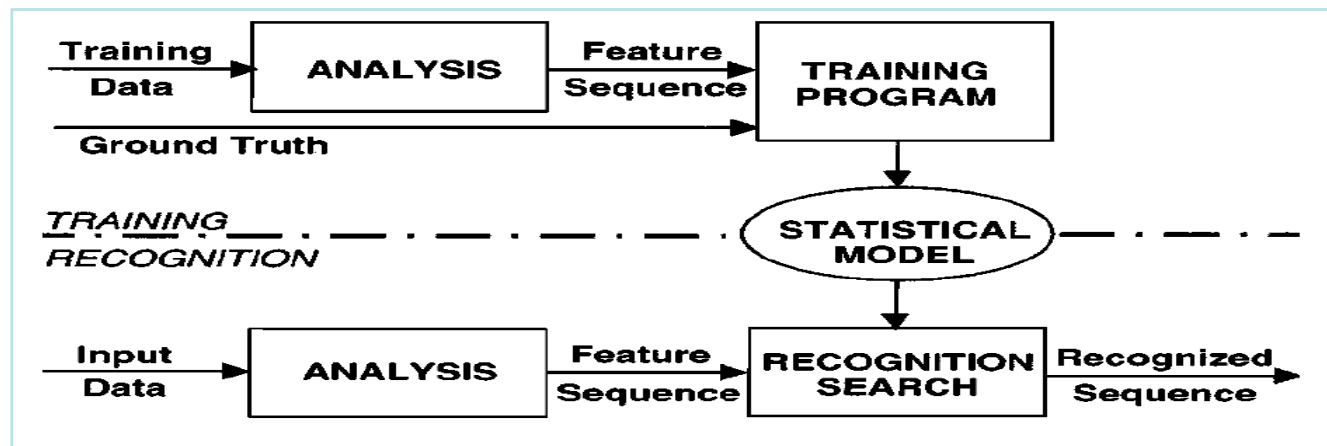 Training
Data
ANALYSIS
Feature
Sequence
TRAINING
PROGRAM
Ground Truth
TRAINING
RECOGNITION
STATISTICAL
MODEL
Input
Data
ANALYSIS
Feature
Sequence
RECOGNITION
SEARCH
Recognized
Sequence